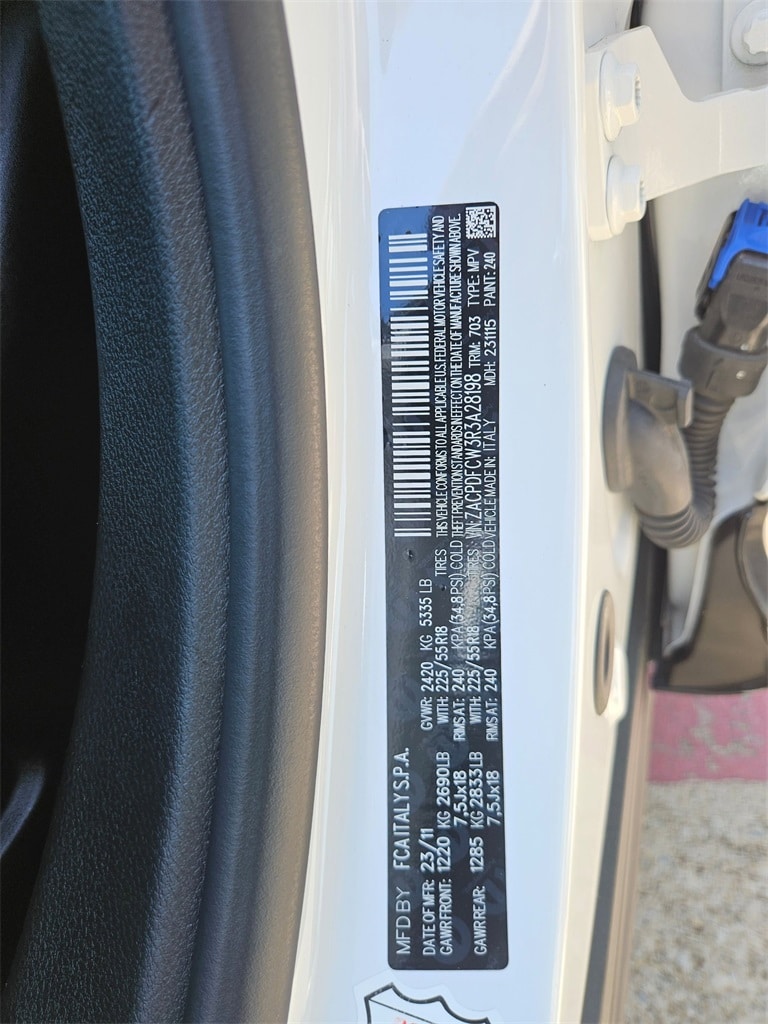 MFD BY FCA ITALY S.P.A.
DATE OF MFR: 23/11 GVWR: 2420 KG 5335 LB
GAWR FRONT: 1220 KG 2690 LB WITH: 225/55R18 TIRES
7,5Jx18 RIMS AT: 240 KPA(34,8PSI) COLD
GAWR REAR: 1285 KG 2833 LB WITH: 225/55R18 TIRES
7,5Jx18 RIMS AT: 240 KPA(34,8PSI) COLD
THIS VEHICLE CONFORMS TO ALL APPLICABLE U.S. FEDERAL MOTOR VEHICLE SAFETY AND
THEFT PREVENTION STANDARDS IN EFFECT ON THE DATE OF MANUFACTURE SHOWN ABOVE.
VIN: ZACPDFCW3R3A28198 TRIM: 703 TYPE: MPV
VEHICLE MADE IN: ITALY MDH: 231115 PAINT: 240